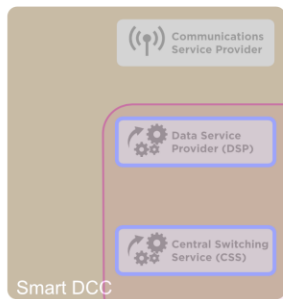 Communications
Service Provider
Data Service
Provider (DSP)
Central Switching
Service (CSS)
Smart DCC